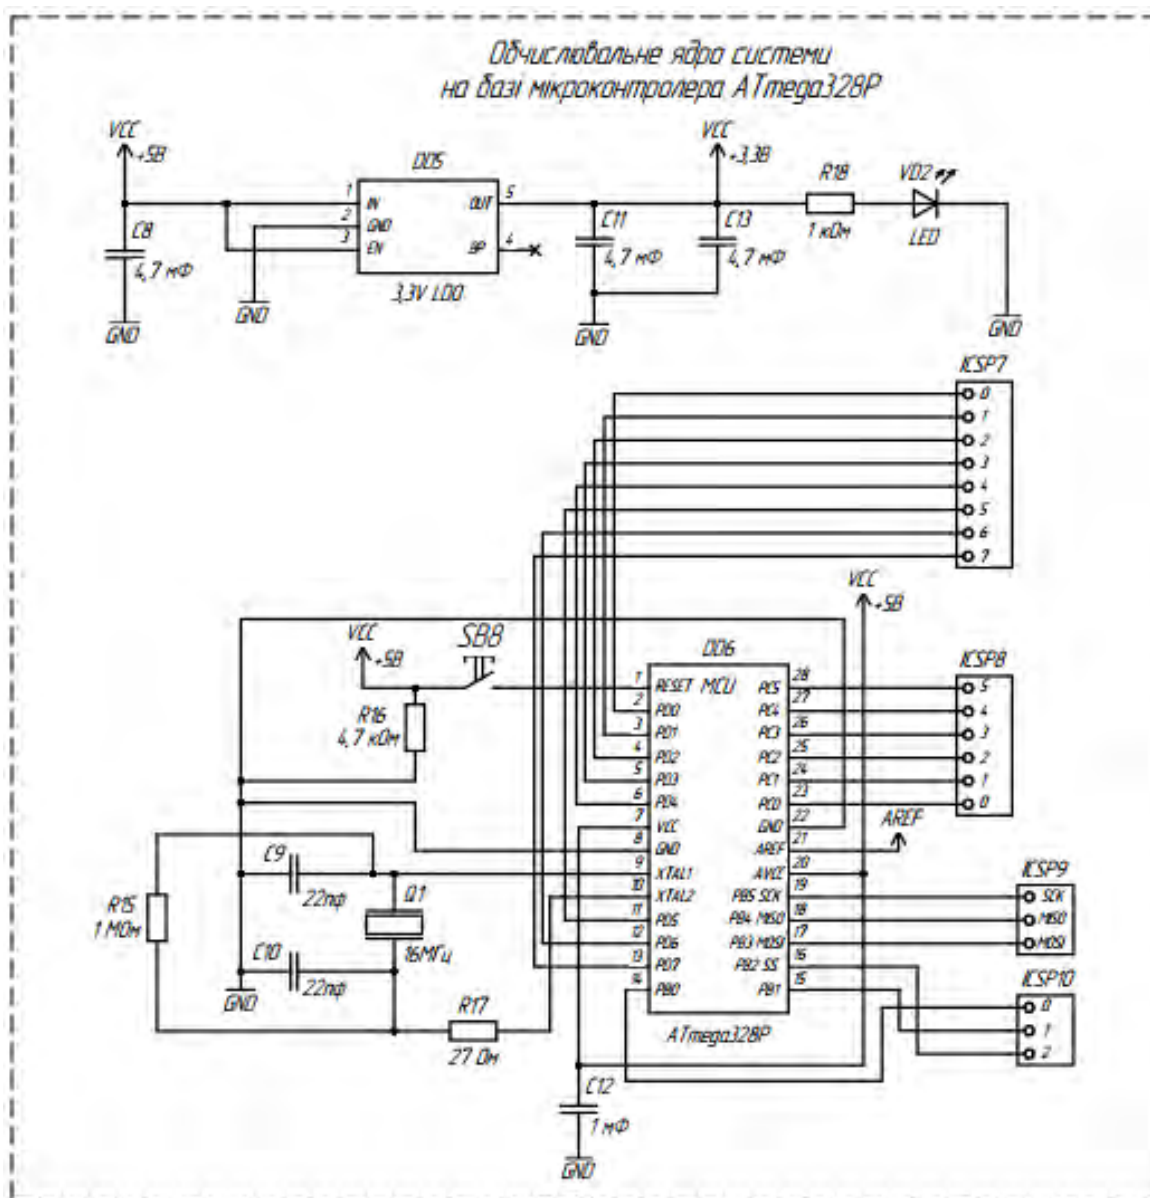 Обчислювальне ядро системи
на базі мікроконтролера ATmega328P
VCC
+5В
C8
4,7 мФ
GND
GND
DD5
1 IN
2 GND
3 EN
OUT 5
BP 4
3,3V LDO
VCC
+3,3В
C11
4,7 мФ
C13
4,7 мФ
GND
R18
1 кОм
VD2
LED
GND
ICSP7
0
1
2
3
4
5
6
7
VCC
+5В
VCC
+5В
SB8
R16
4,7 кОм
DD6
MCU
1 RESET
2 PD0
3 PD1
4 PD2
5 PD3
6 PD4
7 VCC
8 GND
9 XTAL1
10 XTAL2
11 PD5
12 PD6
13 PD7
14 PB0
PC5 28
PC4 27
PC3 26
PC2 25
PC1 24
PC0 23
GND 22
AREF 21
AVCC 20
PB5 SCK 19
PB4 MISO 18
PB3 MOSI 17
PB2 SS 16
PB1 15
ATmega328P
ICSP8
5
4
3
2
1
0
AREF
ICSP9
SCK
MISO
MOSI
ICSP10
0
1
2
R15
1 МОм
C9
22пф
C10
22пф
Q1
16МГц
GND
R17
27 Ом
C12
1 мФ
GND